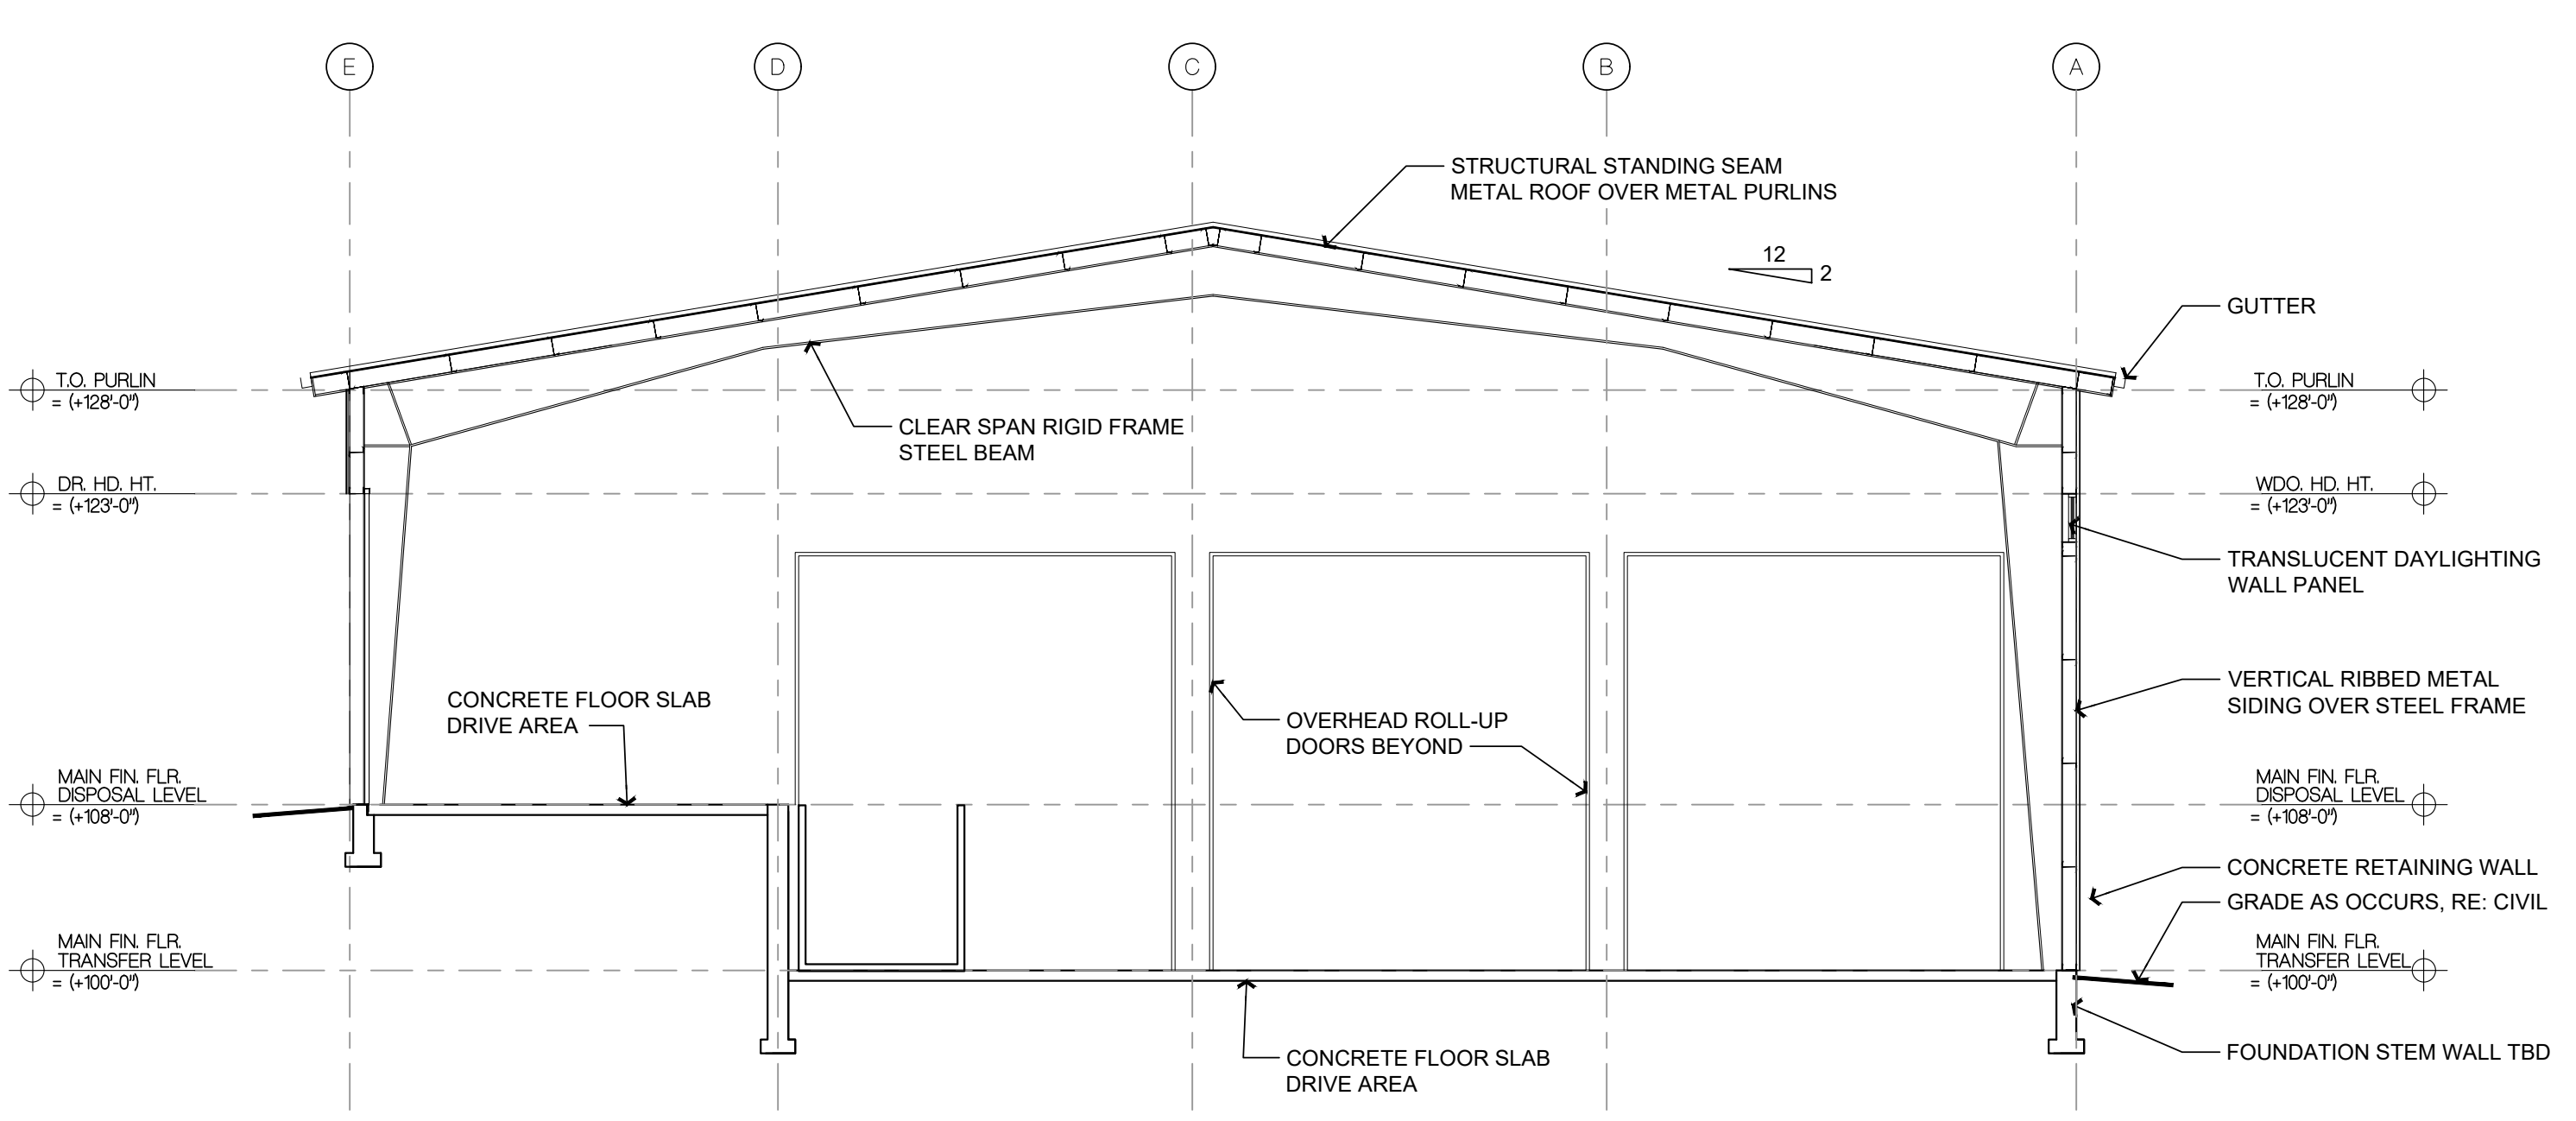 E
D
C
B
A
STRUCTURAL STANDING SEAM
METAL ROOF OVER METAL PURLINS
12
2
GUTTER
T.O. PURLIN
= (+128'-0")
T.O. PURLIN
= (+128'-0")
CLEAR SPAN RIGID FRAME
STEEL BEAM
DR. HD. HT.
= (+123'-0")
WDO. HD. HT.
= (+123'-0")
TRANSLUCENT DAYLIGHTING
WALL PANEL
VERTICAL RIBBED METAL
SIDING OVER STEEL FRAME
CONCRETE FLOOR SLAB
DRIVE AREA
OVERHEAD ROLL-UP
DOORS BEYOND
MAIN FIN. FLR.
DISPOSAL LEVEL
= (+108'-0")
MAIN FIN. FLR.
DISPOSAL LEVEL
= (+108'-0")
CONCRETE RETAINING WALL
GRADE AS OCCURS, RE: CIVIL
MAIN FIN. FLR.
TRANSFER LEVEL
= (+100'-0")
MAIN FIN. FLR.
TRANSFER LEVEL
= (+100'-0")
CONCRETE FLOOR SLAB
DRIVE AREA
FOUNDATION STEM WALL TBD